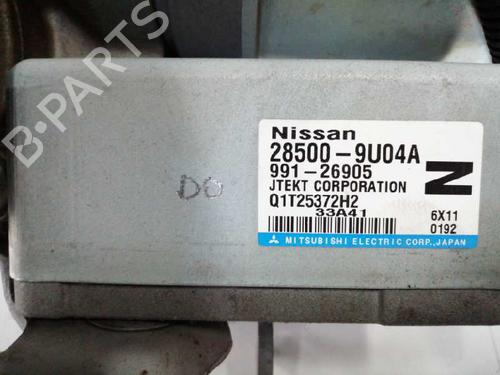 B-PARTS
DO
Nissan
28500-9U04A
991-26905
JTEKT CORPORATION
Q1T25372H2
33A41
N
6X11
0192
MITSUBISHI ELECTRIC CORP., JAPAN